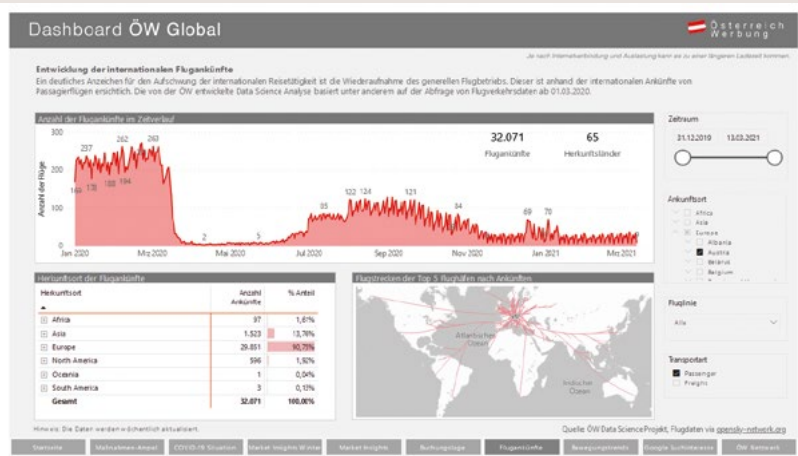 Dashboard ÖW Global
Österreich
Werbung
Je nach Internetverbindung und Auslastung kann es zu einer längeren Ladezeit kommen.
Entwicklung der internationalen Flugankünfte
Ein deutliches Anzeichen für den Aufschwung der internationalen Reisetätigkeit ist die Wiederaufnahme des generellen Flugbetriebs. Dieser ist anhand der internationalen Ankünfte von
Passagierflügen ersichtlich. Die von der ÖW entwickelte Data Science Analyse basiert unter anderem auf der Abfrage von Flugverkehrsdaten ab 01.03.2020.
Anzahl der Flugankünfte im Zeitverlauf
Anzahl der Flüge
300
200
100
0
237
262
263
178
188
194
2
5
85
122 124
121
84
69
78
Jan 2020
Mrz 2020
Mai 2020
Jul 2020
Sep 2020
Nov 2020
Jan 2021
Mrz 2021
32.071
Flugankünfte
65
Herkunftsländer
Zeitraum
31.12.2019
13.03.2021
Ankunftsort
Africa
Asia
Europe
Albania
Austria
Belarus
Belgium
Herkunftsort der Flugankünfte
Herkunftsort
Anzahl
Ankünfte
% Anteil
Africa 97 1,61%
Asia 1.523 13,76%
Europe 29.851 90,75%
North America 596 1,92%
Oceania 1 0,04%
South America 3 0,13%
Gesamt 32.071 100,00%
Flugstrecken der Top 5 Flughäfen nach Ankünften
Atlantischer
Ozean
Indischer
Ozean
Fluglinie
Alle
Transportart
Passenger
Freight
Hinweis: Die Daten werden wöchentlich aktualisiert.
Quelle: ÖW Data Science Projekt, Flugdaten via opensky-network.org
Startseite
Maßnahmen-Ampel
COVID-19 Situation
Market Insights Winter
Market Insights
Buchungslage
Flugankünfte
Bewegungstrends
Google Suchinteresse
ÖW Netzwerk